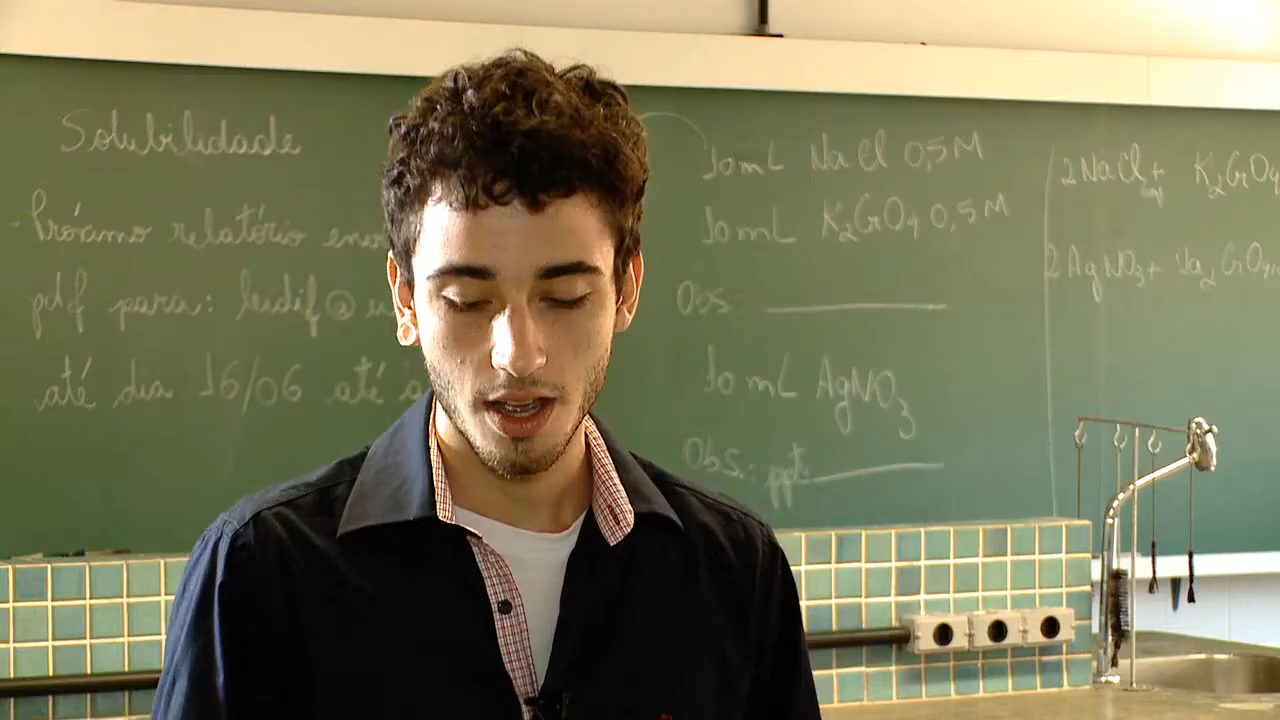 Solubilidade
- Próximo relatório
pdf para:
até dia 16/06 até
10mL NaCl 0,5M
10mL K2CrO4 0,5M
Obs:
10mL AgNO3
Obs.: ppt.
2NaCl + K2CrO4
2AgNO3 + Na2CrO4